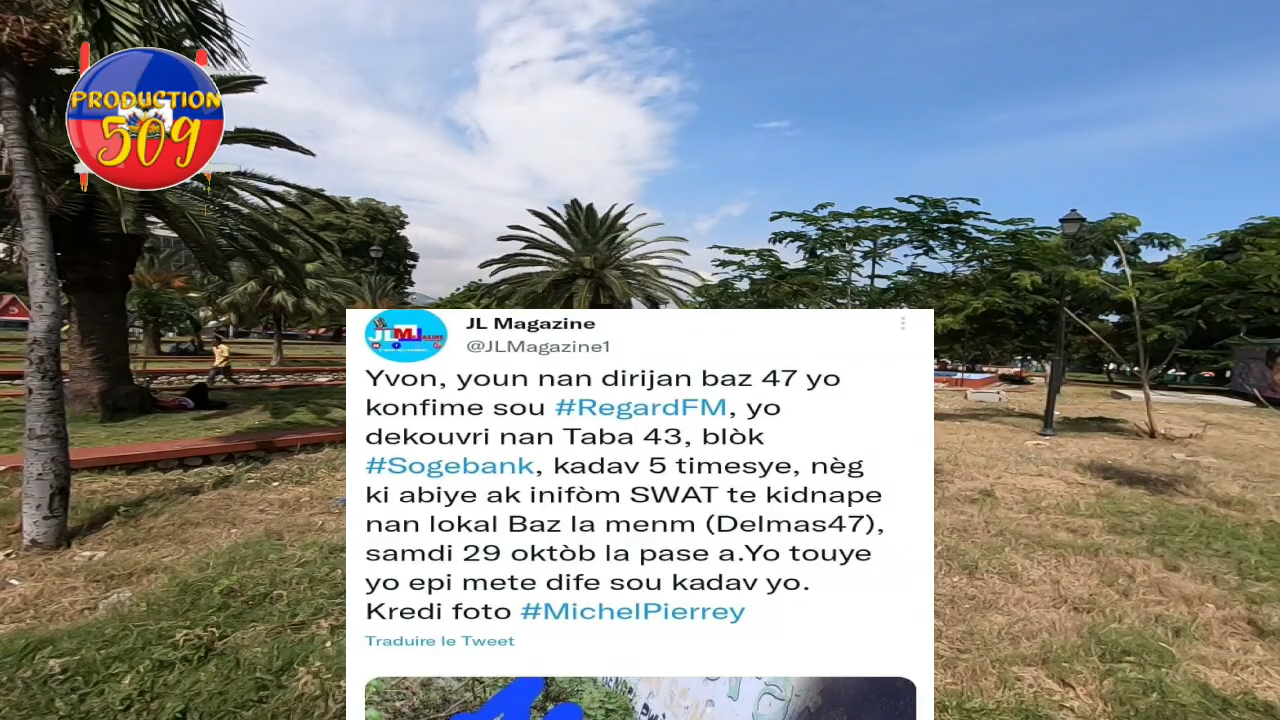 PRODUCTION
509
JL Magazine
@JLMagazine1
Yvon, youn nan dirijan baz 47 yo
konfime sou #RegardFM, yo
dekouvri nan Taba 43, blòk
#Sogebank, kadav 5 timesye, nèg
ki abiye ak inifòm SWAT te kidnape
nan lokal Baz la menm (Delmas47),
samdi 29 oktòb la pase a.Yo touye
yo epi mete dife sou kadav yo.
Kredi foto #MichelPierrey
Traduire le Tweet